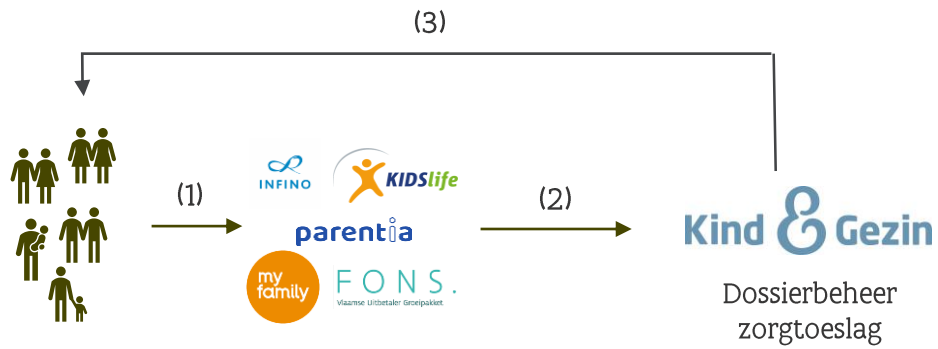 (3)
(1)
INFINO
KIDSlife
parentia
my
family
FONS.
Vlaamse Uitbetaler Groeipakket
(2)
Kind & Gezin
Dossierbeheer
zorgtoeslag